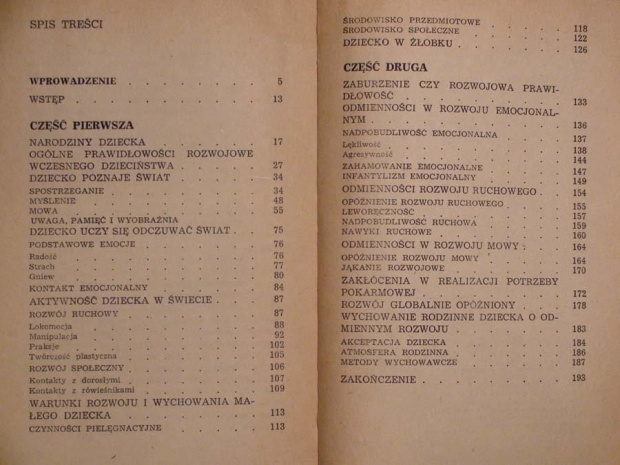 SPIS TREŚCI
WPROWADZENIE . . . . . . . . 5
WSTĘP . . . . . . . . . . 13
CZĘŚĆ PIERWSZA
NARODZINY DZIECKA . . . . . . 17
OGÓLNE PRAWIDŁOWOŚCI ROZWOJOWE
WCZESNEGO DZIECIŃSTWA . . . . . 27
DZIECKO POZNAJE ŚWIAT . . . . . 34
SPOSTRZEGANIE . . . . . . . 34
MYŚLENIE . . . . . . . . 48
MOWA . . . . . . . . . 55
UWAGA, PAMIĘĆ I WYOBRAŹNIA
DZIECKO UCZY SIĘ ODCZUWAĆ ŚWIAT . . 75
PODSTAWOWE EMOCJE . . . . . . 76
Radość . . . . . . . . . 76
Strach . . . . . . . . . 77
Gniew . . . . . . . . . 80
KONTAKT EMOCJONALNY . . . . . 84
AKTYWNOŚĆ DZIECKA W ŚWIECIE . . . 87
ROZWÓJ RUCHOWY . . . . . . 87
Lokomocja . . . . . . . . 88
Manipulacja . . . . . . . . 92
Praksje . . . . . . . . . 102
Twórczość plastyczna . . . . . . 105
ROZWÓJ SPOŁECZNY . . . . . . 106
Kontakty z dorosłymi . . . . . . 107
Kontakty z rówieśnikami . . . . . 109
WARUNKI ROZWOJU I WYCHOWANIA MA-
ŁEGO DZIECKA . . . . . . . 113
CZYNNOŚCI PIELĘGNACYJNE . . . . 113
ŚRODOWISKO PRZEDMIOTOWE . . . . 118
ŚRODOWISKO SPOŁECZNE . . . . . 122
DZIECKO W ŻŁOBKU . . . . . . 126
CZĘŚĆ DRUGA
ZABURZENIE CZY ROZWOJOWA PRAWI-
DŁOWOŚĆ . . . . . . . . 133
ODMIENNOŚCI W ROZWOJU EMOCJONAL-
NYM . . . . . . . . . 136
NADPOBUDLIWOŚĆ EMOCJONALNA
Lękliwość . . . . . . . . 138
Agresywność . . . . . . . . 144
ZAHAMOWANIE EMOCJONALNE . . . . 147
INFANTYLIZM EMOCJONALNY . . . . 149
ODMIENNOŚCI ROZWOJU RUCHOWEGO . . 154
OPÓŹNIENIE ROZWOJU RUCHOWEGO . . . 155
LEWORĘCZNOŚĆ . . . . . . . 157
NADPOBUDLIWOŚĆ RUCHOWA . . . . 159
NAWYKI RUCHOWE . . . . . . 160
ODMIENNOŚCI W ROZWOJU MOWY . . . 164
OPÓŹNIENIE ROZWOJU MOWY . . . . 164
JĄKANIE ROZWOJOWE . . . . . 170
ZAKŁÓCENIA W REALIZACJI POTRZEBY
POKARMOWEJ . . . . . . . 172
ROZWÓJ GLOBALNIE OPÓŹNIONY . . . 178
WYCHOWANIE RODZINNE DZIECKA O OD-
MIENNYM ROZWOJU . . . . . . 183
AKCEPTACJA DZIECKA . . . . . 184
ATMOSFERA RODZINNA . . . . . 186
METODY WYCHOWAWCZE . . . . . 187
ZAKOŃCZENIE . . . . . . . 193